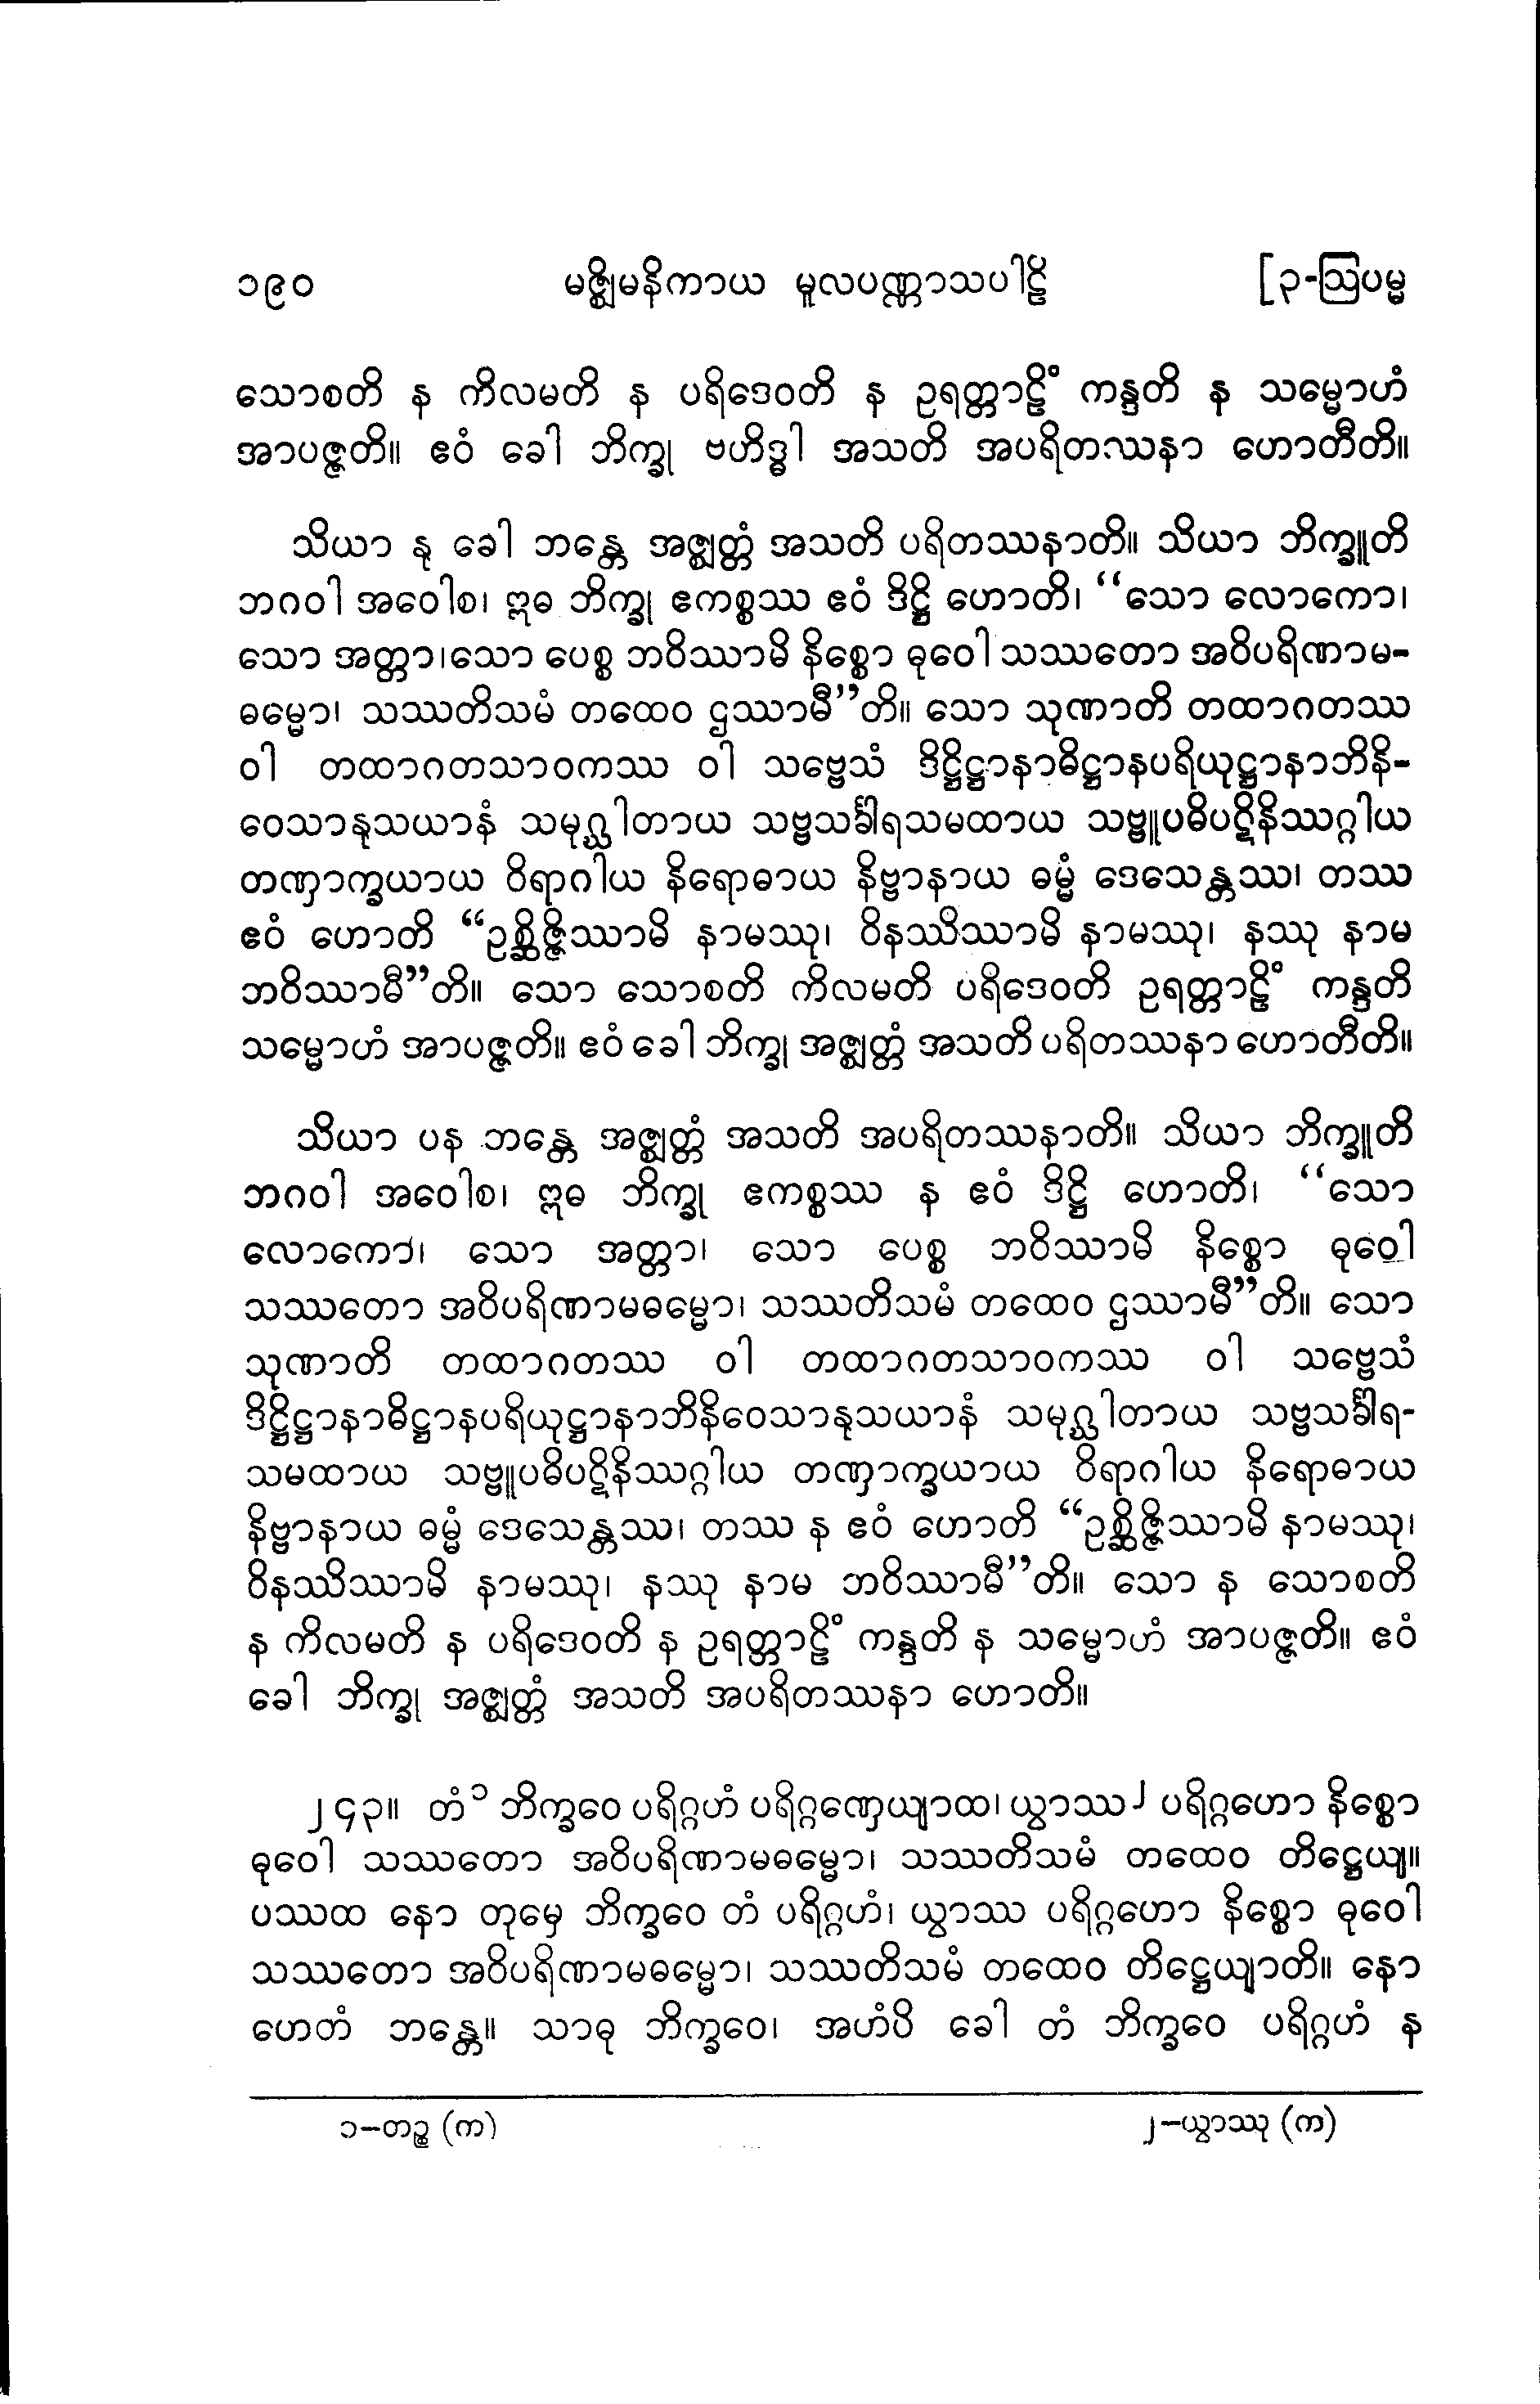 ၁၉၀ မဇ္ဈိမနိကာယ မူလပဏ္ဏာသပါဠိ [၃-ဩပမ္မ
သောစတိ န ကိလမတိ န ပရိဒေဝတိ န ဥရတ္တာဠိံ ကန္ဒတိ န သမ္မောဟံ
အာပဇ္ဇတိ။ ဧဝံ ခေါ ဘိက္ခု ဗဟိဒ္ဓါ အသတိ အပရိတဿနာ ဟောတီတိ။
သိယာ နု ခေါ ဘန္တေ အဇ္ဈတ္တံ အသတိ ပရိတဿနာတိ။ သိယာ ဘိက္ခူတိ
ဘဂဝါ အဝေါစ၊ ဣဓ ဘိက္ခု ဧကစ္စဿ ဧဝံ ဒိဋ္ဌိ ဟောတိ၊ “သော လောကော၊
သော အတ္တာ၊သော ပေစ္စ ဘဝိဿာမိ နိစ္စော ဓုဝေါ သဿတော အဝိပရိဏာမ-
ဓမ္မော၊ သဿတိသမံ တထေဝ ဌဿာမီ”တိ။ သော သုဏာတိ တထာဂတဿ
ဝါ တထာဂတသာဝကဿ ဝါ သဗ္ဗေသံ ဒိဋ္ဌိဋ္ဌာနာဓိဋ္ဌာနပရိယုဋ္ဌာနာဘိနိ-
ဝေသာနုသယာနံ သမုဂ္ဃါတာယ သဗ္ဗသင်္ခါရသမထာယ သဗ္ဗူပဓိပဋိနိဿဂ္ဂါယ
တဏှာက္ခယာယ ဝိရာဂါယ နိရောဓာယ နိဗ္ဗာနာယ ဓမ္မံ ဒေသေန္တဿ၊ တဿ
ဧဝံ ဟောတိ “ဥစ္ဆိဇ္ဇိဿာမိ နာမဿု၊ ဝိနဿိဿာမိ နာမဿု၊ နဿု နာမ
ဘဝိဿာမီ”တိ။ သော သောစတိ ကိလမတိ ပရိဒေဝတိ ဥရတ္တာဠိံ ကန္ဒတိ
သမ္မောဟံ အာပဇ္ဇတိ။ ဧဝံ ခေါ ဘိက္ခု အဇ္ဈတ္တံ အသတိ ပရိတဿနာ ဟောတီတိ။
သိယာ ပန ဘန္တေ အဇ္ဈတ္တံ အသတိ အပရိတဿနာတိ။ သိယာ ဘိက္ခူတိ
ဘဂဝါ အဝေါစ၊ ဣဓ ဘိက္ခု ဧကစ္စဿ န ဧဝံ ဒိဋ္ဌိ ဟောတိ၊ “သော
လောကော၊ သော အတ္တာ၊ သော ပေစ္စ ဘဝိဿာမိ နိစ္စော ဓုဝေါ
သဿတော အဝိပရိဏာမဓမ္မော၊ သဿတိသမံ တထေဝ ဌဿာမီ”တိ။ သော
သုဏာတိ တထာဂတဿ ဝါ တထာဂတသာဝကဿ ဝါ သဗ္ဗေသံ
ဒိဋ္ဌိဋ္ဌာနာဓိဋ္ဌာနပရိယုဋ္ဌာနာဘိနိဝေသာနုသယာနံ သမုဂ္ဃါတာယ သဗ္ဗသင်္ခါရ-
သမထာယ သဗ္ဗူပဓိပဋိနိဿဂ္ဂါယ တဏှာက္ခယာယ ဝိရာဂါယ နိရောဓာယ
နိဗ္ဗာနာယ ဓမ္မံ ဒေသေန္တဿ၊ တဿ န ဧဝံ ဟောတိ “ဥစ္ဆိဇ္ဇိဿာမိ နာမဿု၊
ဝိနဿိဿာမိ နာမဿု၊ နဿု နာမ ဘဝိဿာမီ”တိ။ သော န သောစတိ
န ကိလမတိ န ပရိဒေဝတိ န ဥရတ္တာဠိံ ကန္ဒတိ န သမ္မောဟံ အာပဇ္ဇတိ။ ဧဝံ
ခေါ ဘိက္ခု အဇ္ဈတ္တံ အသတိ အပရိတဿနာ ဟောတိ။
၂၄၃။ တံ၁ ဘိက္ခဝေ ပရိဂ္ဂဟံ ပရိဂ္ဂဏှေယျာထ၊ ယွာဿ၂ ပရိဂ္ဂဟော နိစ္စော
ဓုဝေါ သဿတော အဝိပရိဏာမဓမ္မော၊ သဿတိသမံ တထေဝ တိဋ္ဌေယျ။
ပဿထ နော တုမှေ ဘိက္ခဝေ တံ ပရိဂ္ဂဟံ၊ ယွာဿ ပရိဂ္ဂဟော နိစ္စော ဓုဝေါ
သဿတော အဝိပရိဏာမဓမ္မော၊ သဿတိသမံ တထေဝ တိဋ္ဌေယျာတိ။ နော
ဟေတံ ဘန္တေ။ သာဓု ဘိက္ခဝေ၊ အဟံပိ ခေါ တံ ဘိက္ခဝေ ပရိဂ္ဂဟံ န
၁–တဉ္စ (က) ၂–ယွာဿု (က)